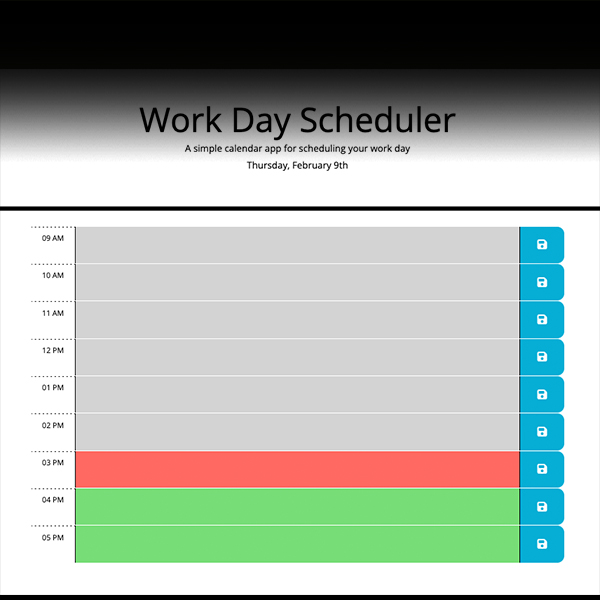 Work Day Scheduler
A simple calendar app for scheduling your work day
Thursday, February 9th
09 AM
10 AM
11 AM
12 PM
01 PM
02 PM
03 PM
04 PM
05 PM